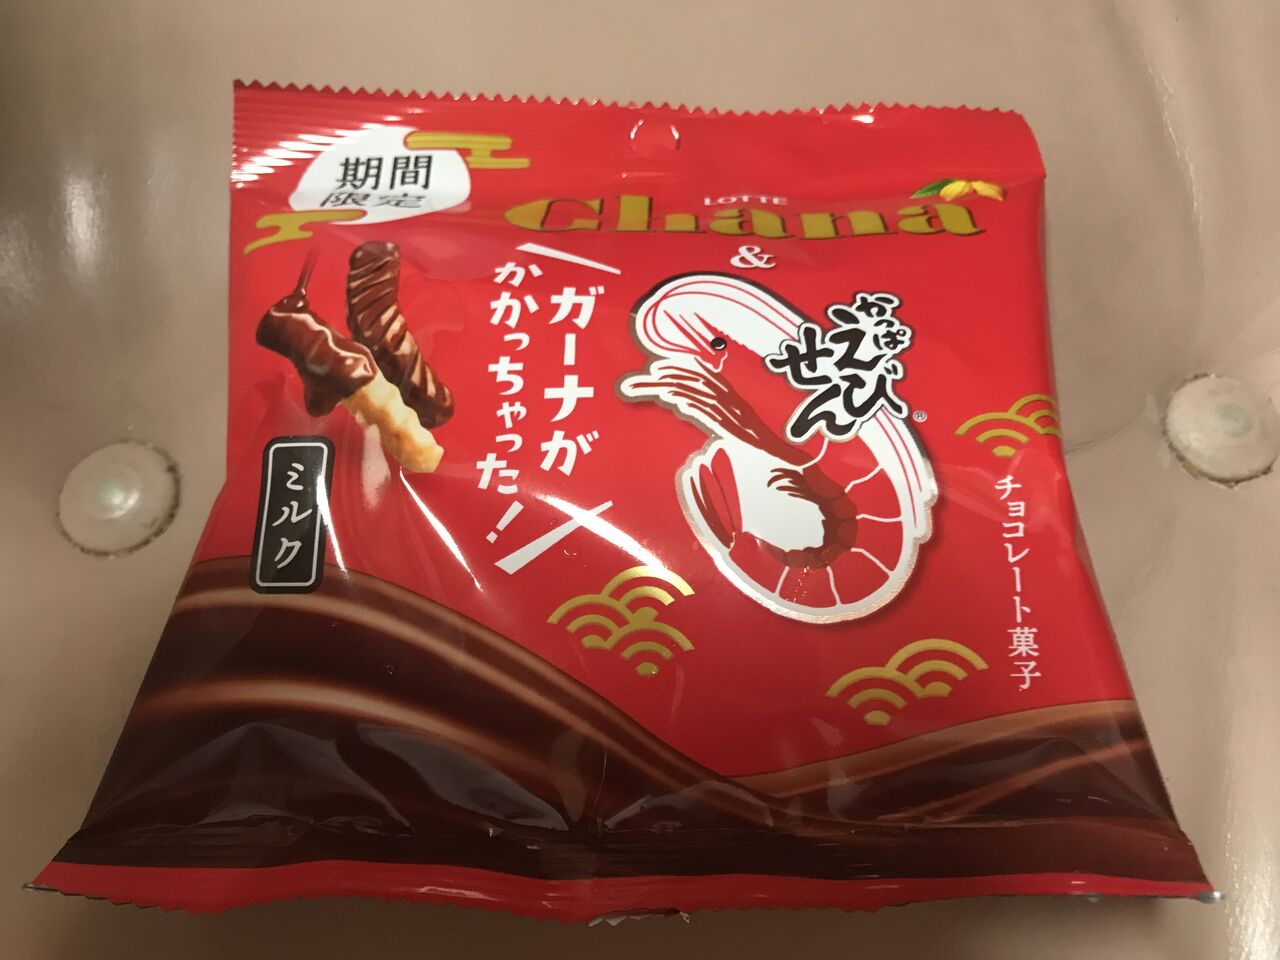 期間
限定
LOTTE
Ghana
&
かっぱ
えび
せん
®
ガーナが
かかっちゃった!
ミルク
チョコレート菓子